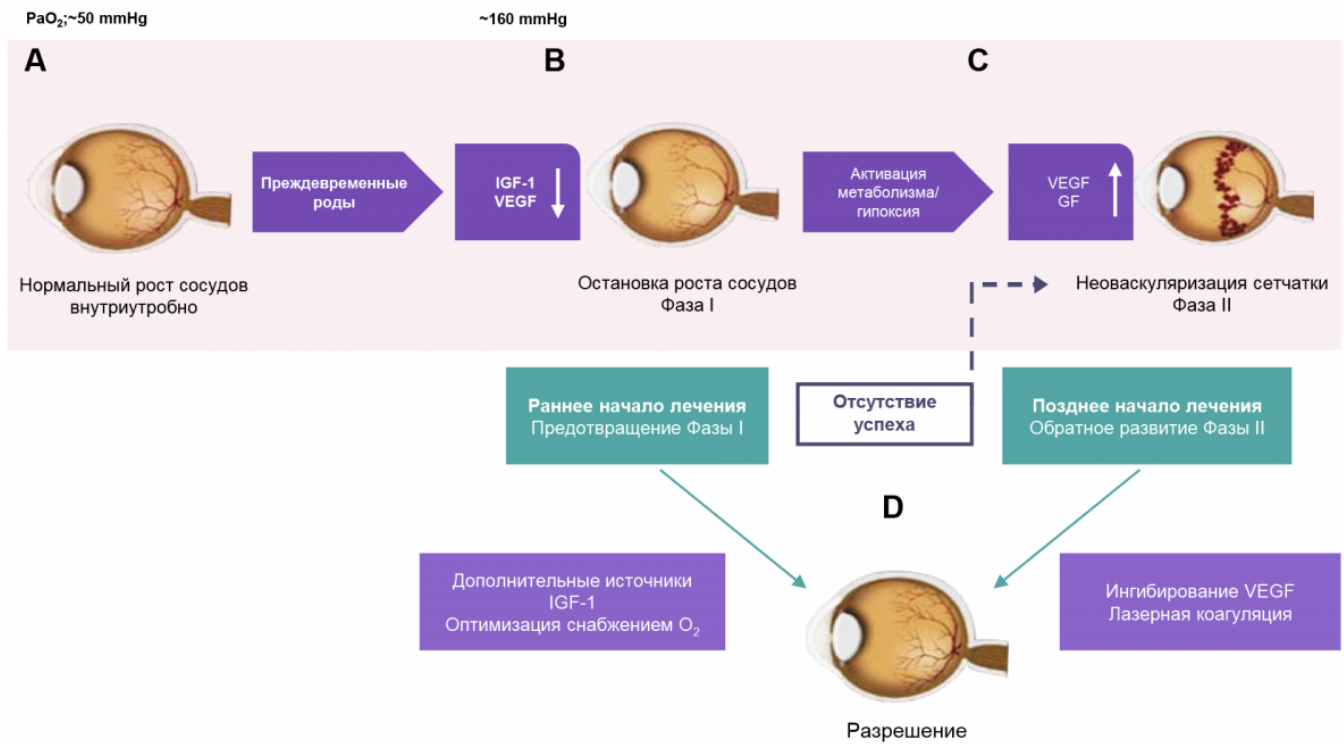 PaO₂;~50 mmHg
~160 mmHg
A
B
C
Преждевременные
роды
IGF-1
VEGF
Активация
метаболизма/
гипоксия
VEGF
GF
Нормальный рост сосудов
внутриутробно
Остановка роста сосудов
Фаза I
Неоваскуляризация сетчатки
Фаза II
Раннее начало лечения
Предотвращение Фазы I
Отсутствие
успеха
Позднее начало лечения
Обратное развитие Фазы II
D
Дополнительные источники
IGF-1
Оптимизация снабжением O₂
Ингибирование VEGF
Лазерная коагуляция
Разрешение